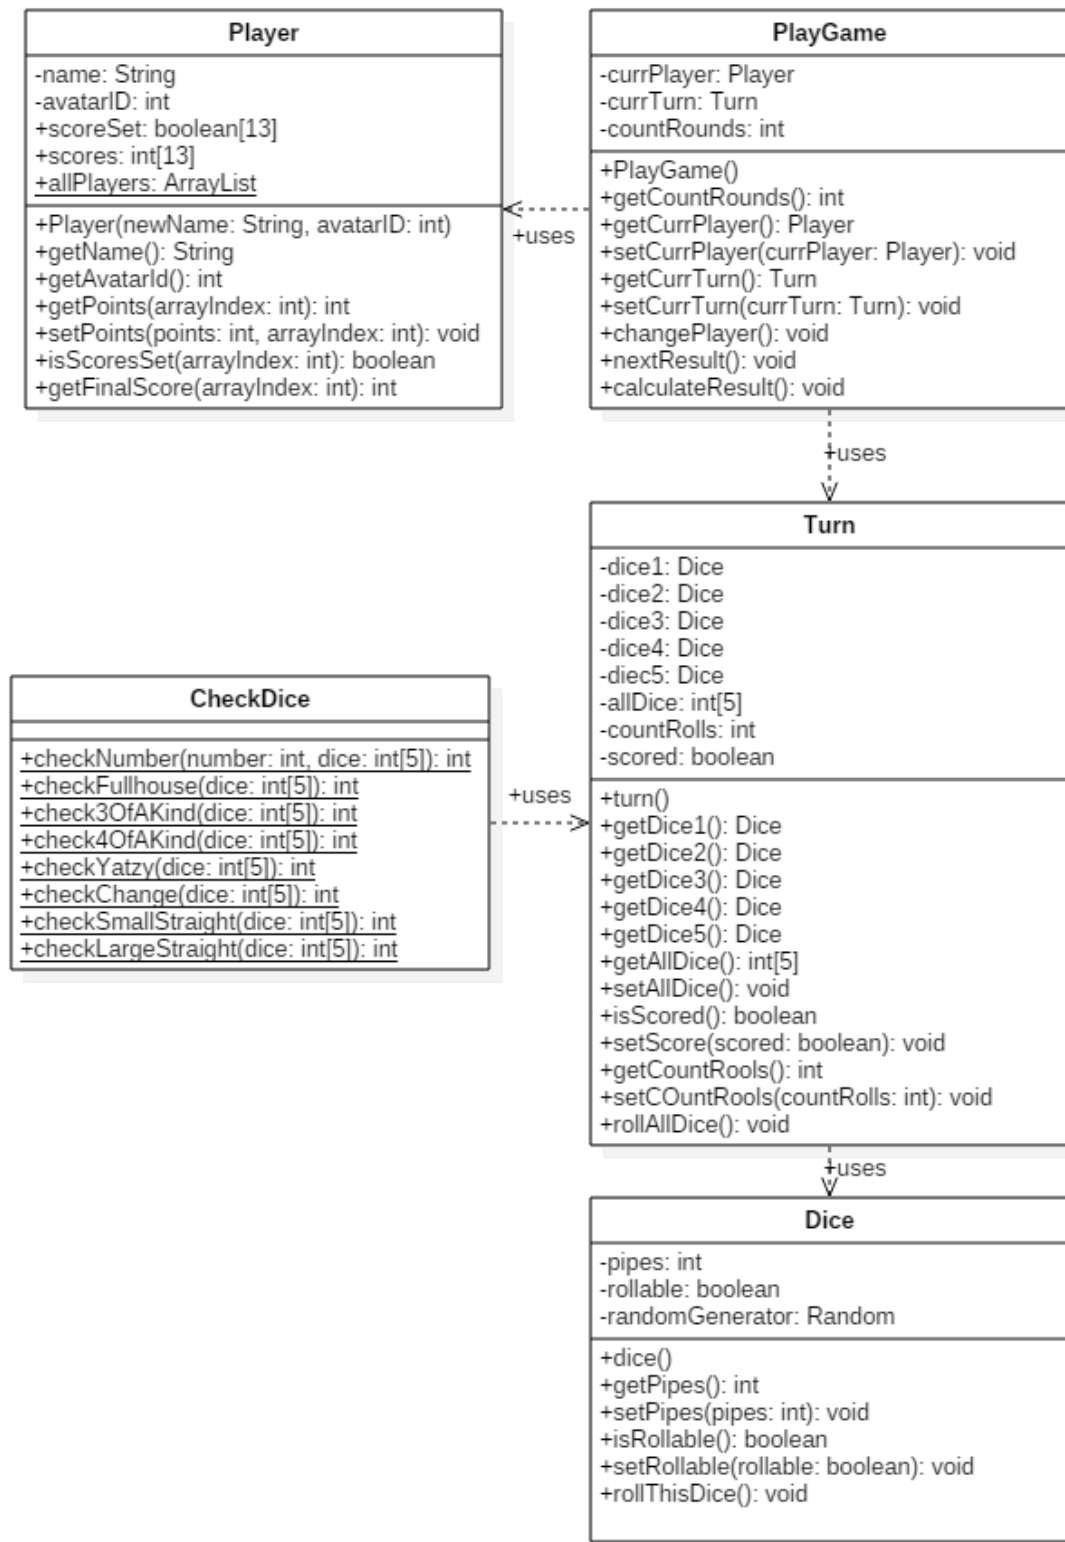 Player
-name: String
-avatarID: int
+scoreSet: boolean[13]
+scores: int[13]
+allPlayers: ArrayList
+Player(newName: String, avatarID: int)
+getName(): String
+getAvatarId(): int
+getPoints(arrayIndex: int): int
+setPoints(points: int, arrayIndex: int): void
+isScoresSet(arrayIndex: int): boolean
+getFinalScore(arrayIndex: int): int
+uses
PlayGame
-currPlayer: Player
-currTurn: Turn
-countRounds: int
+PlayGame()
+getCountRounds(): int
+getCurrPlayer(): Player
+setCurrPlayer(currPlayer: Player): void
+getCurrTurn(): Turn
+setCurrTurn(currTurn: Turn): void
+changePlayer(): void
+nextResult(): void
+calculateResult(): void
+uses
Turn
-dice1: Dice
-dice2: Dice
-dice3: Dice
-dice4: Dice
-diec5: Dice
-allDice: int[5]
-countRolls: int
-scored: boolean
+turn()
+getDice1(): Dice
+getDice2(): Dice
+getDice3(): Dice
+getDice4(): Dice
+getDice5(): Dice
+getAllDice(): int[5]
+setAllDice(): void
+isScored(): boolean
+setScore(scored: boolean): void
+getCountRools(): int
+setCOuntRools(countRolls: int): void
+rollAllDice(): void
CheckDice
+checkNumber(number: int, dice: int[5]): int
+checkFullhouse(dice: int[5]): int
+check3OfAKind(dice: int[5]): int
+check4OfAKind(dice: int[5]): int
+checkYatzy(dice: int[5]): int
+checkChange(dice: int[5]): int
+checkSmallStraight(dice: int[5]): int
+checkLargeStraight(dice: int[5]): int
+uses
+uses
Dice
-pipes: int
-rollable: boolean
-randomGenerator: Random
+dice()
+getPipes(): int
+setPipes(pipes: int): void
+isRollable(): boolean
+setRollable(rollable: boolean): void
+rollThisDice(): void